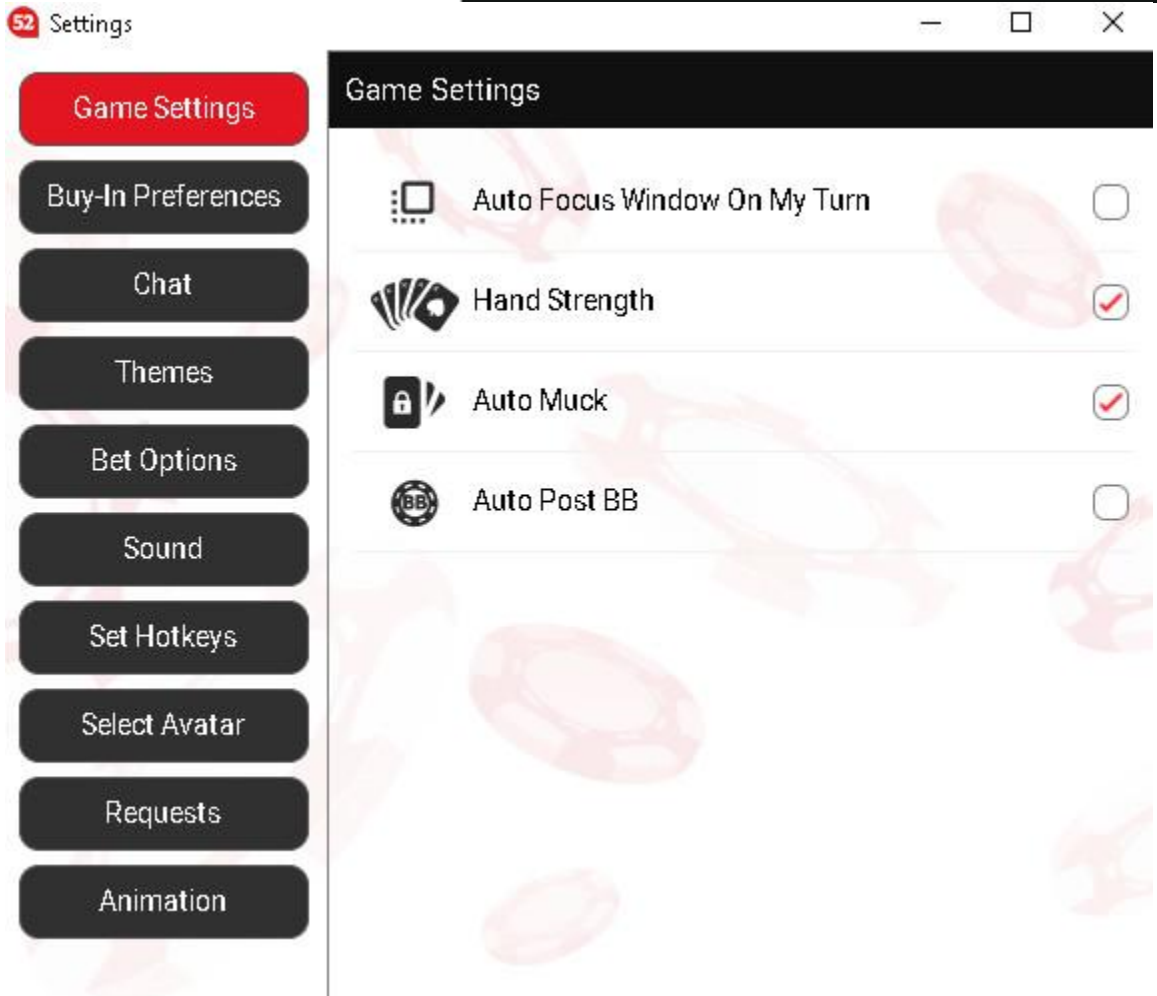 52 Settings
Game Settings
Buy-In Preferences
Chat
Themes
Bet Options
Sound
Set Hotkeys
Select Avatar
Requests
Animation
Game Settings
Auto Focus Window On My Turn
Hand Strength
Auto Muck
BB Auto Post BB